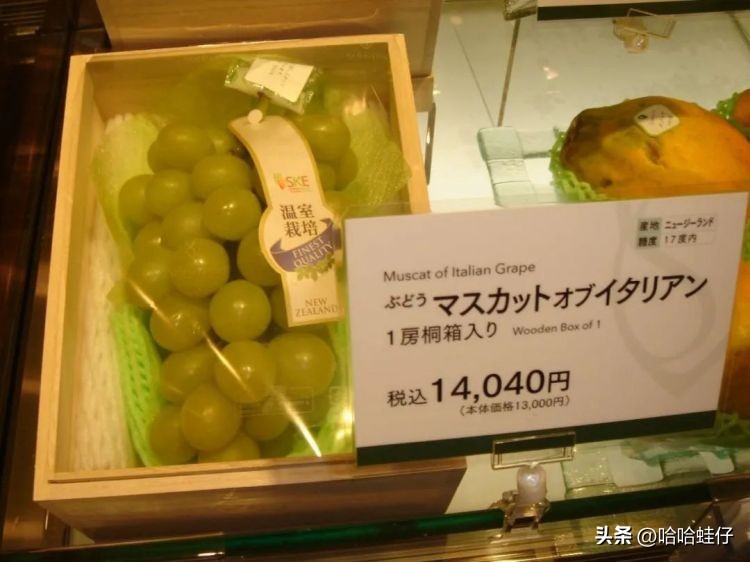 SKE
温室
栽培
FINEST
QUALITY
NEW
ZEALAND
産地 ニュージーランド
糖度 17度内
Muscat of Italian Grape
ぶどう マスカットオブイタリアン
1房桐箱入り Wooden Box of 1
税込 14,040円
(本体価格13,000円)
头条 @哈哈蛙仔